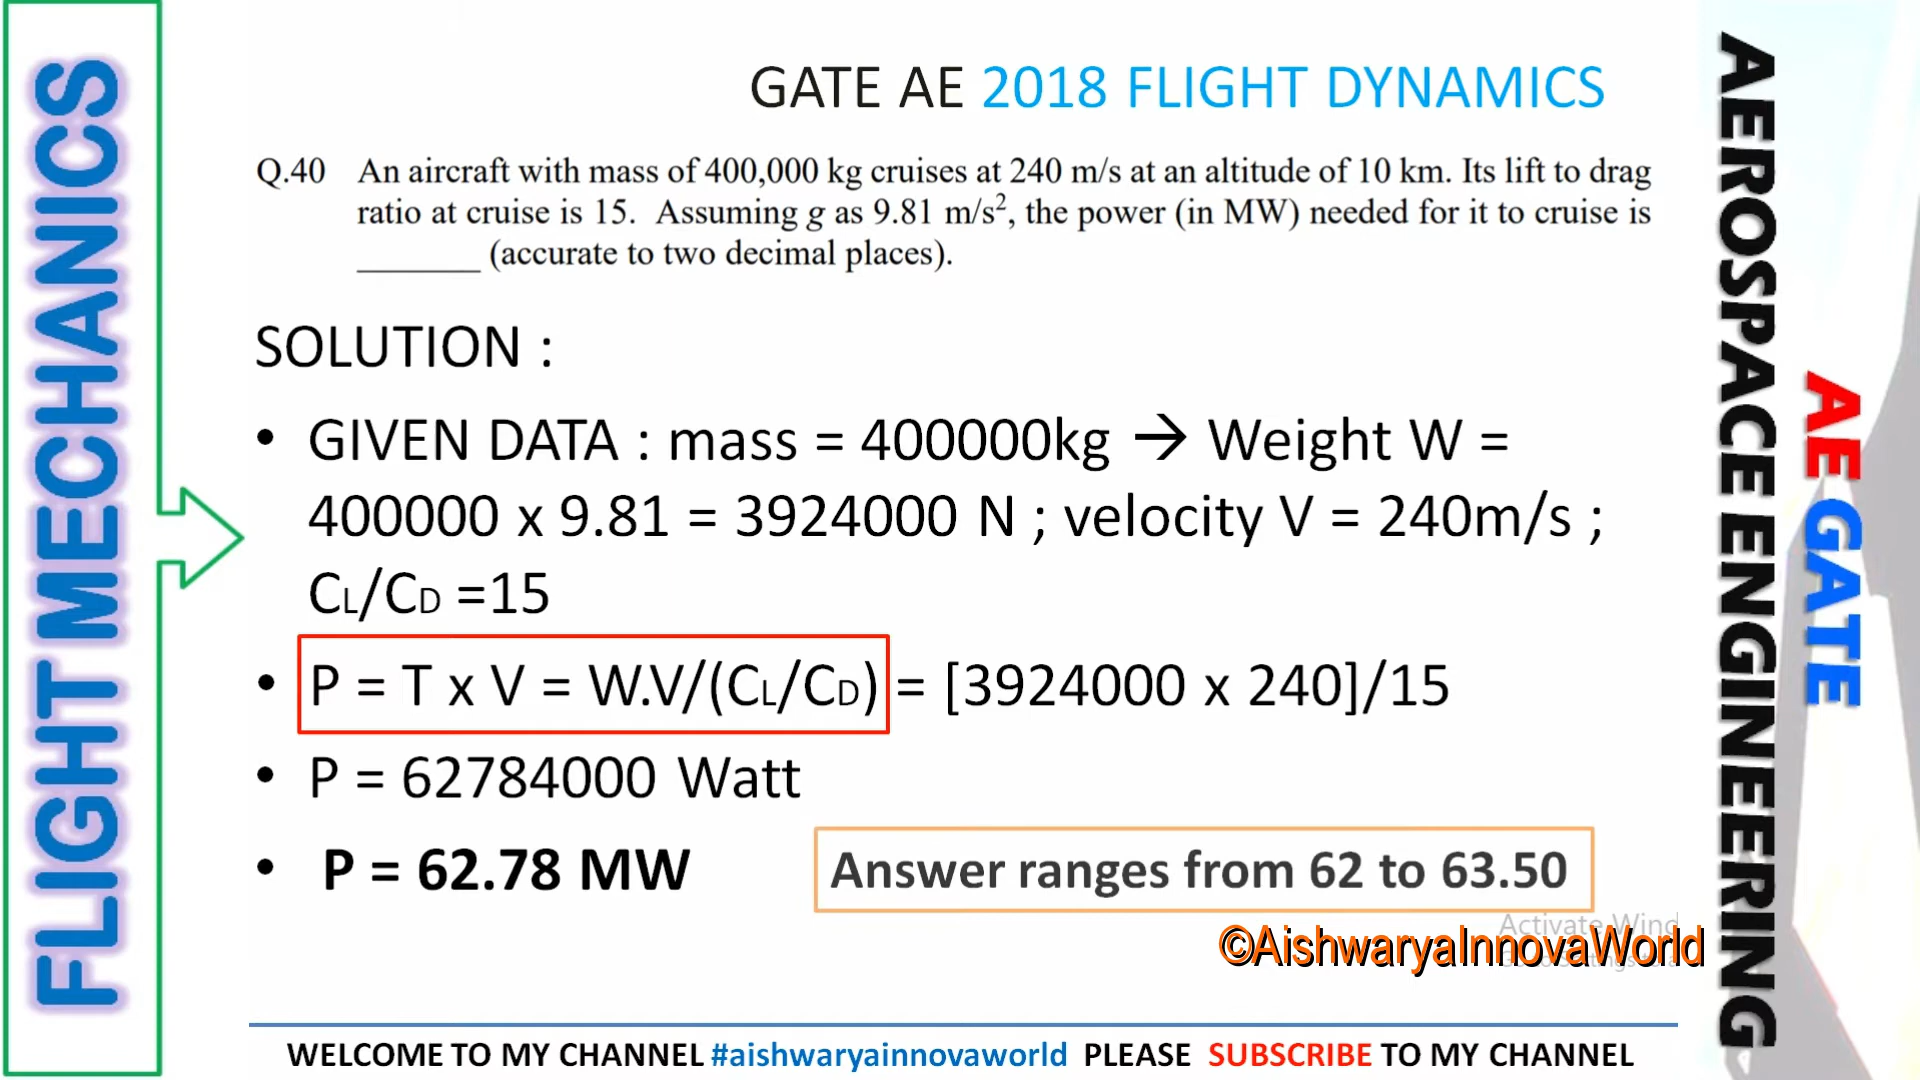 FLIGHT MECHANICS
GATE AE 2018 FLIGHT DYNAMICS
Q.40 An aircraft with mass of 400,000 kg cruises at 240 m/s at an altitude of 10 km. Its lift to drag
ratio at cruise is 15. Assuming g as 9.81 m/s², the power (in MW) needed for it to cruise is
________ (accurate to two decimal places).
SOLUTION :
• GIVEN DATA : mass = 400000kg → Weight W =
400000 x 9.81 = 3924000 N ; velocity V = 240m/s ;
CL/CD =15
• P = T x V = W.V/(CL/CD) = [3924000 x 240]/15
• P = 62784000 Watt
• P = 62.78 MW
Answer ranges from 62 to 63.50
Activate Wind
©AishwaryaInnovaWorld
WELCOME TO MY CHANNEL #aishwaryainnovaworld PLEASE SUBSCRIBE TO MY CHANNEL
AEROSPACE ENGINEERING
AE GATE